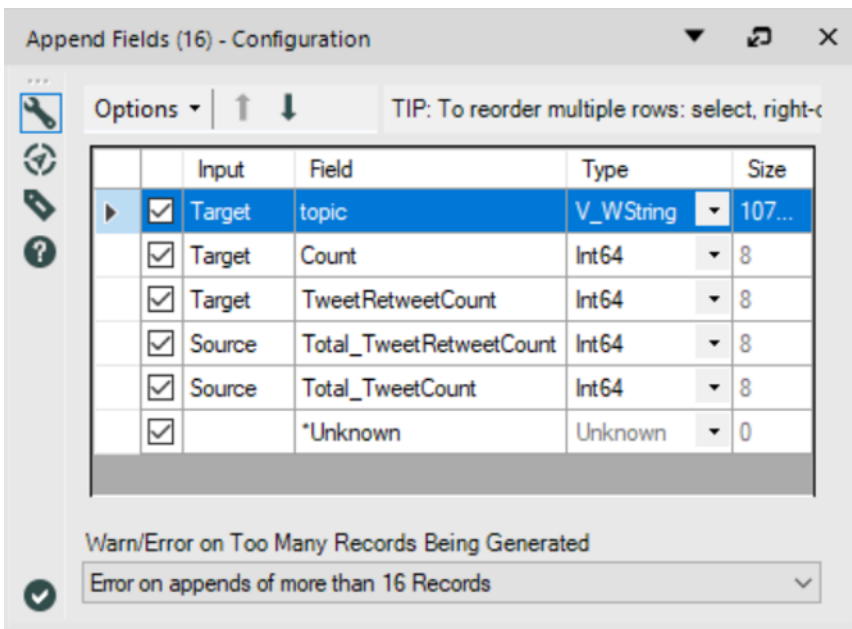 Append Fields (16) - Configuration
Options TIP: To reorder multiple rows: select, right-c
Input Field Type Size
Target topic V_WString 107...
Target Count Int64 8
Target TweetRetweetCount Int64 8
Source Total_TweetRetweetCount Int64 8
Source Total_TweetCount Int64 8
*Unknown Unknown 0
Warn/Error on Too Many Records Being Generated
Error on appends of more than 16 Records